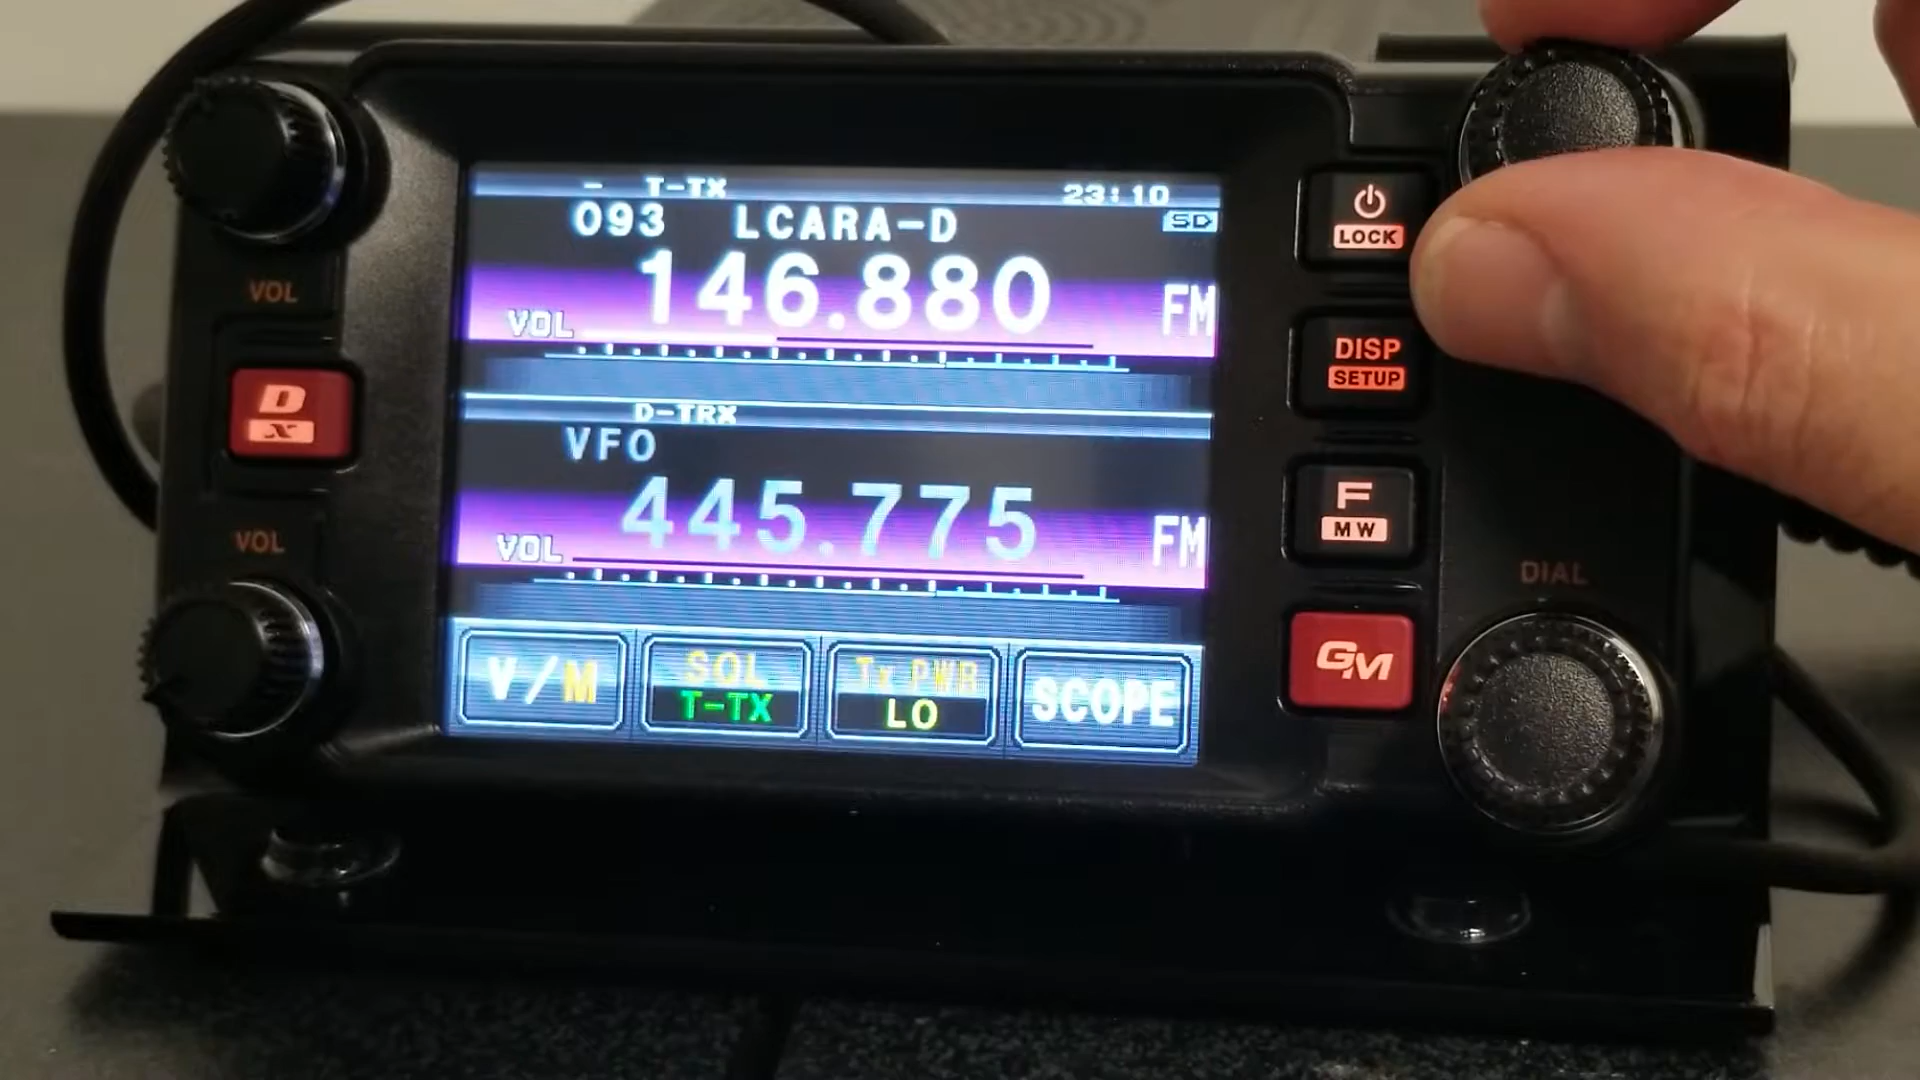 - T-TX 23:10
093 LCARA-D SD
146.880 FM
VOL
D-TRX
VFO
445.775 FM
VOL
V/M
SQL
T-TX
Tx PWR
LO
SCOPE
VOL
D
X
VOL
LOCK
DISP
SETUP
F
MW
GM
DIAL